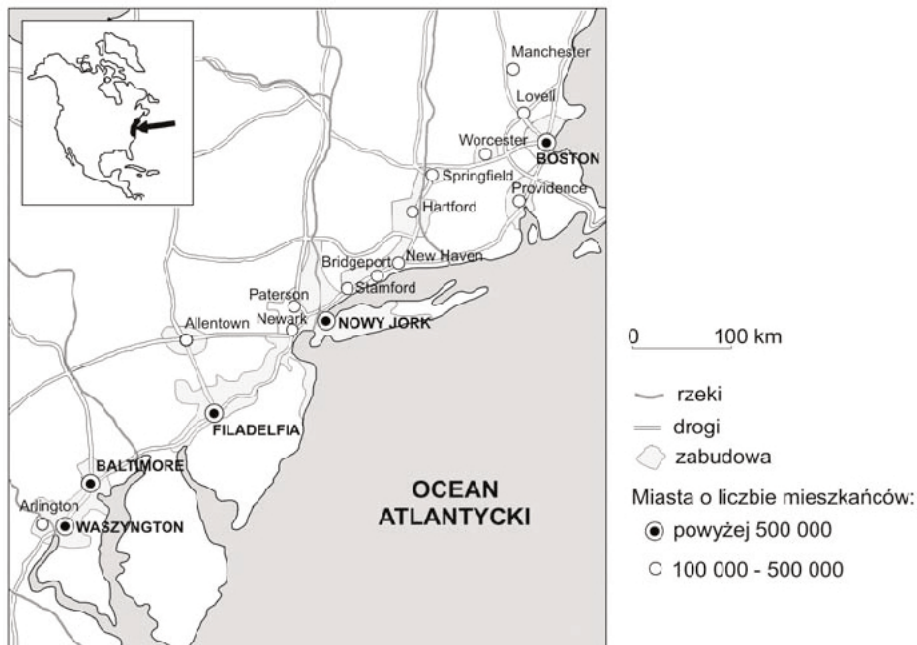 Manchester
Lovell
Worcester
BOSTON
Springfield
Providence
Hartford
Bridgeport
New Haven
Stamford
Paterson
Newark
NOWY JORK
Allentown
FILADELFIA
BALTIMORE
Arlington
WASZYNGTON
OCEAN
ATLANTYCKI
0 100 km
rzeki
drogi
zabudowa
Miasta o liczbie mieszkańców:
powyżej 500 000
100 000 - 500 000